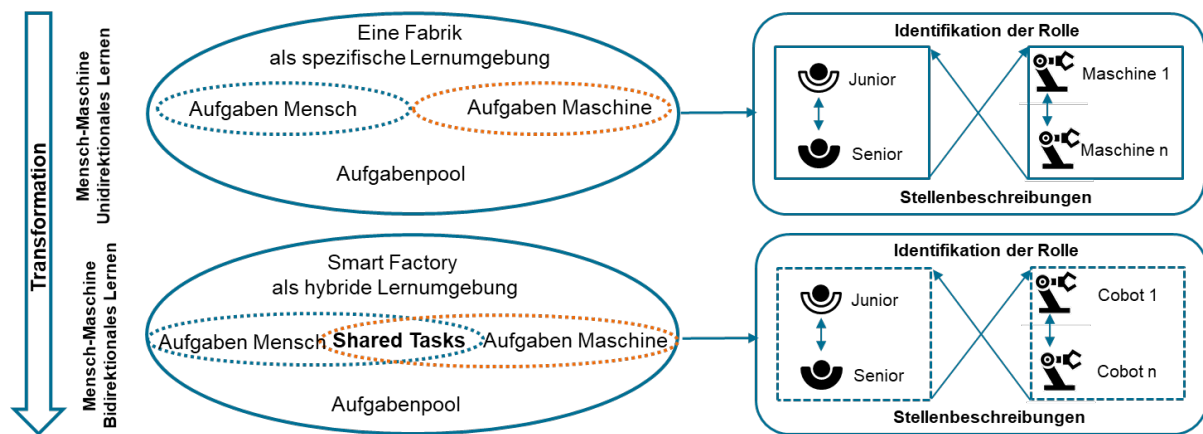 Transformation
Mensch-Maschine
Unidirektionales Lernen
Eine Fabrik
als spezifische Lernumgebung
Aufgaben Mensch
Aufgaben Maschine
Aufgabenpool
Identifikation der Rolle
Junior
Senior
Maschine 1
Maschine n
Stellenbeschreibungen
Mensch-Maschine
Bidirektionales Lernen
Smart Factory
als hybride Lernumgebung
Aufgaben Mensch
Shared Tasks
Aufgaben Maschine
Aufgabenpool
Identifikation der Rolle
Junior
Senior
Cobot 1
Cobot n
Stellenbeschreibungen